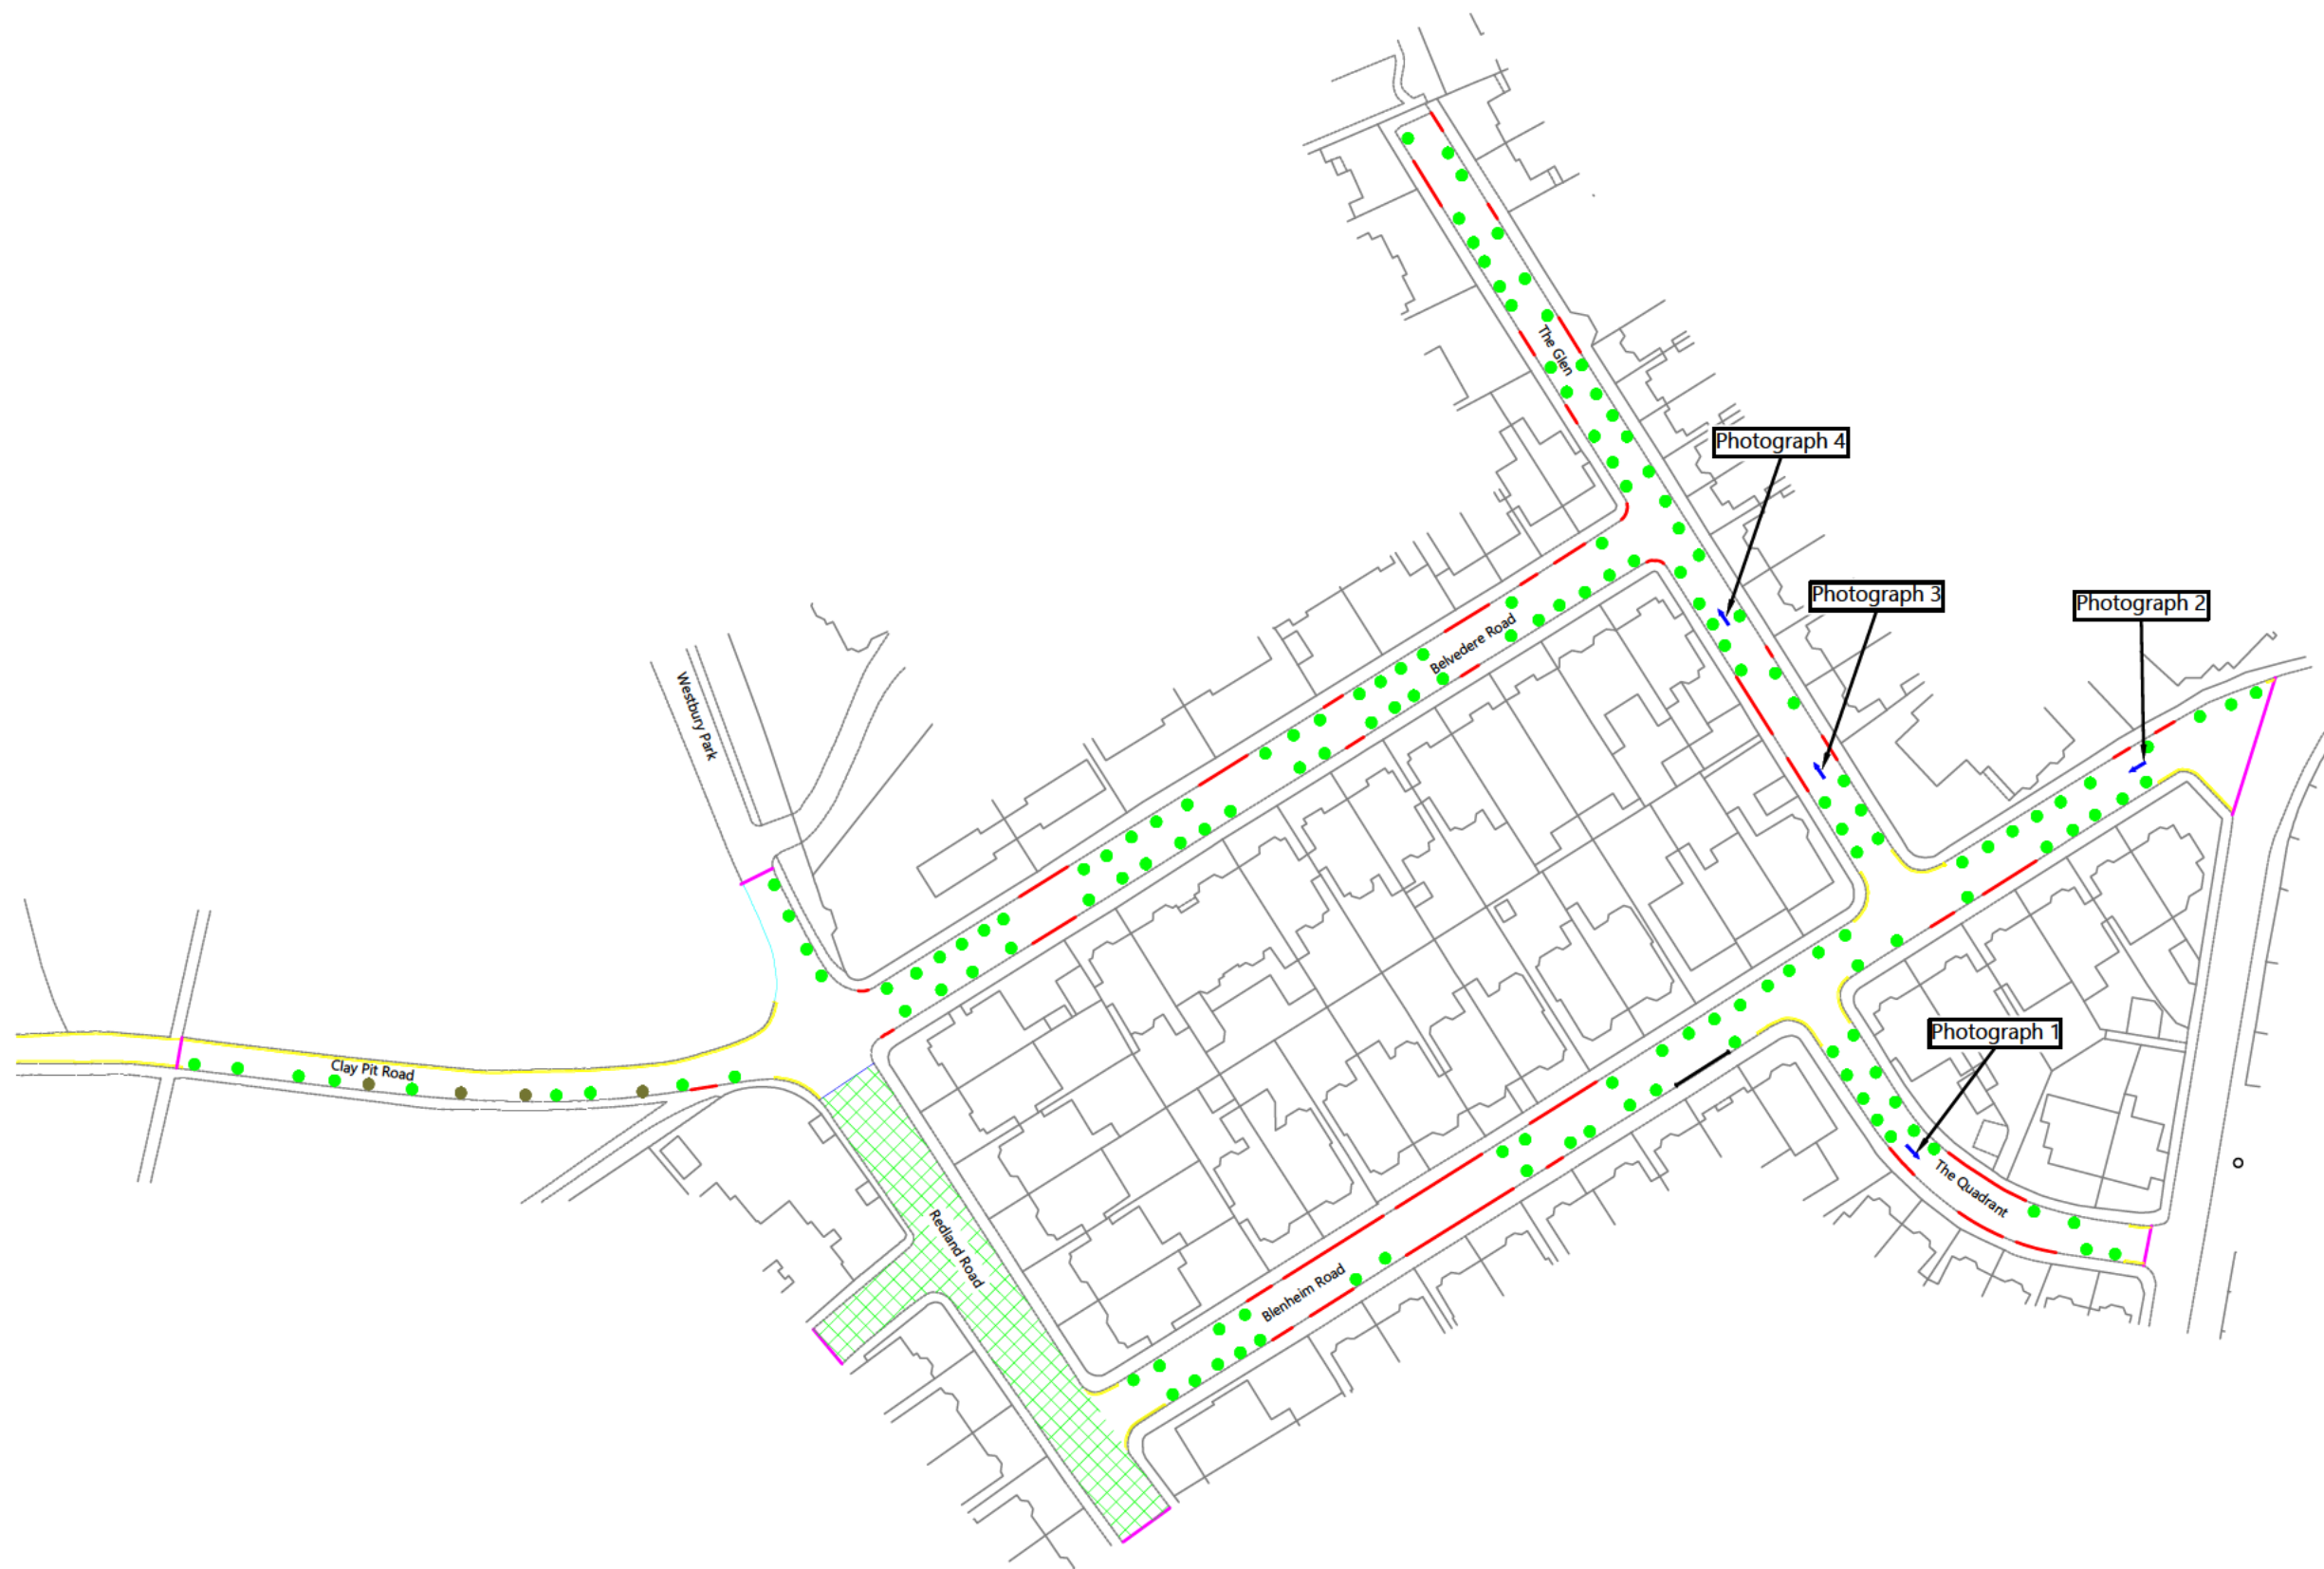 The Glen
Photograph 4
Photograph 3
Photograph 2
Belvedere Road
Westbury Park
Clay Pit Road
Photograph 1
The Quadrant
Redland Road
Blenheim Road